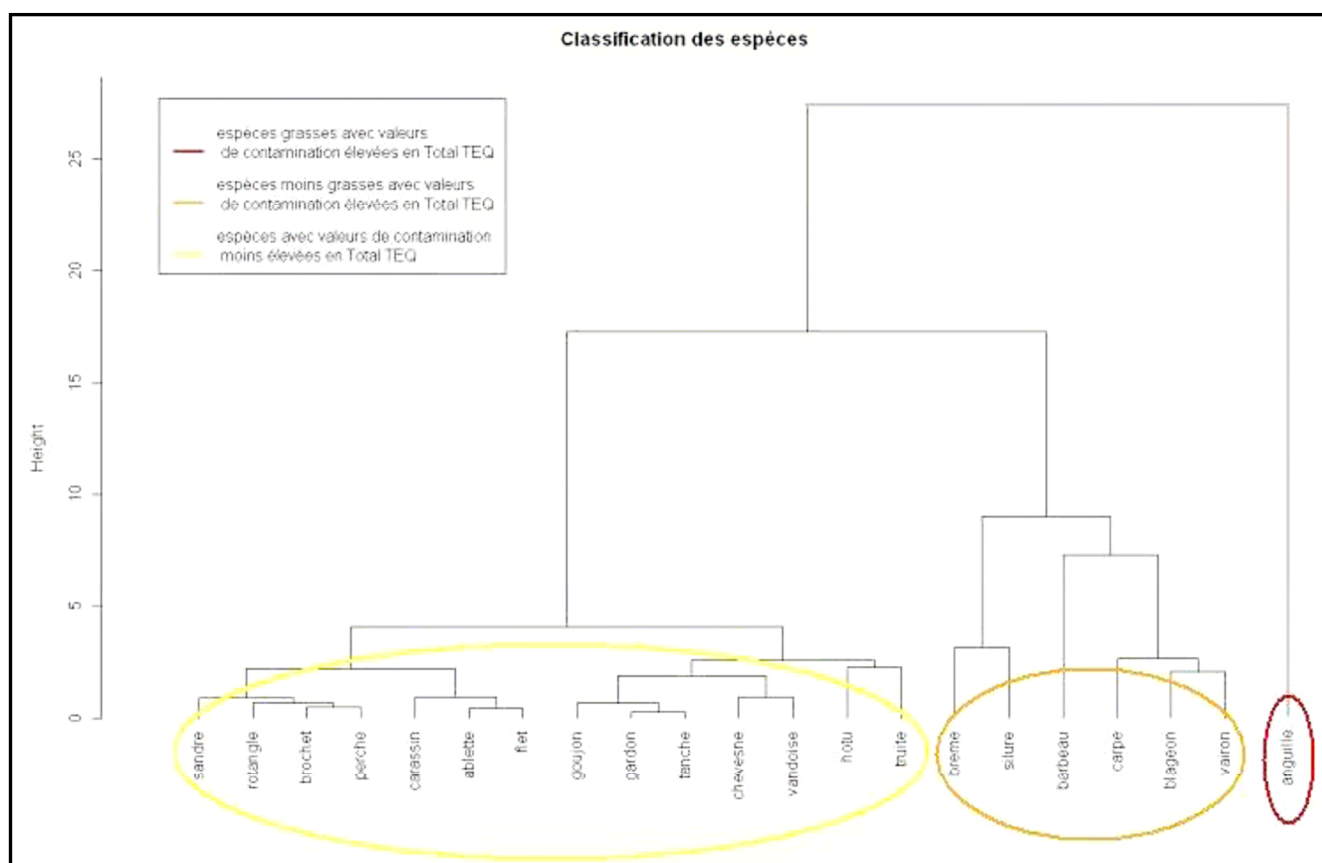 Classification des espèces
espèces grasses avec valeurs
de contamination élevées en Total TEQ
espèces moins grasses avec valeurs
de contamination élevées en Total TEQ
espèces avec valeurs de contamination
moins élevées en Total TEQ
Height
25
20
15
10
5
0
sandre
rotangle
brochet
perche
carassin
ablette
flet
goujon
gardon
tanche
chevesne
vandoise
hotu
truite
brème
silure
barbeau
carpe
blageon
vairon
anguille